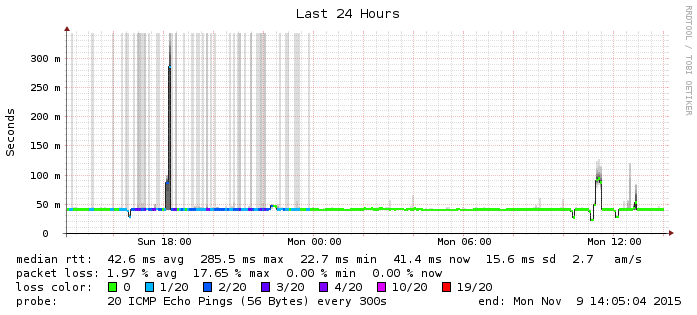 Last 24 Hours
RRDTOOL / TOBI OETIKER
Seconds
300 m
250 m
200 m
150 m
100 m
50 m
0
Sun 18:00 Mon 00:00 Mon 06:00 Mon 12:00
median rtt: 42.6 ms avg 285.5 ms max 22.7 ms min 41.4 ms now 15.6 ms sd 2.7 am/s
packet loss: 1.97 % avg 17.65 % max 0.00 % min 0.00 % now
loss color: 0 1/20 2/20 3/20 4/20 10/20 19/20
probe: 20 ICMP Echo Pings (56 Bytes) every 300s end: Mon Nov 9 14:05:04 2015